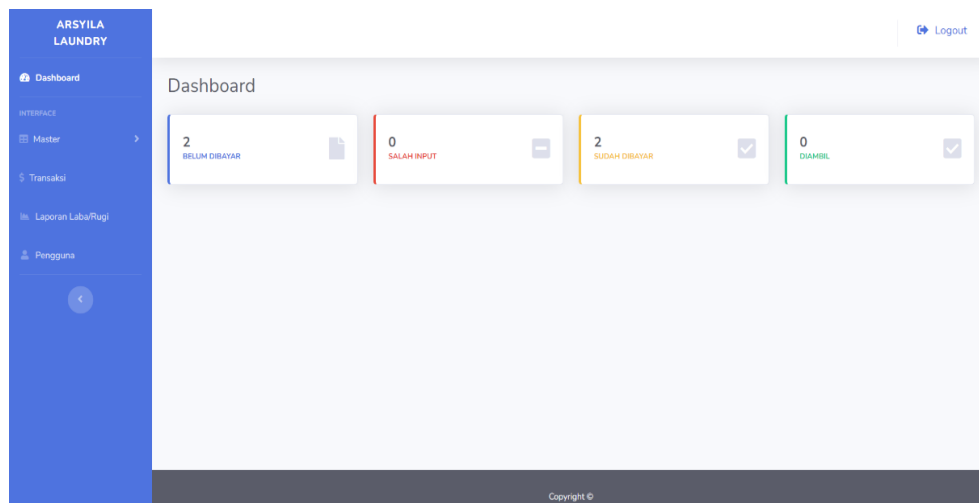 ARSYILA
LAUNDRY
Logout
Dashboard
INTERFACE
Master
$ Transaksi
Laporan Laba/Rugi
Pengguna
Dashboard
2
BELUM DIBAYAR
0
SALAH INPUT
2
SUDAH DIBAYAR
0
DIAMBIL
Copyright ©